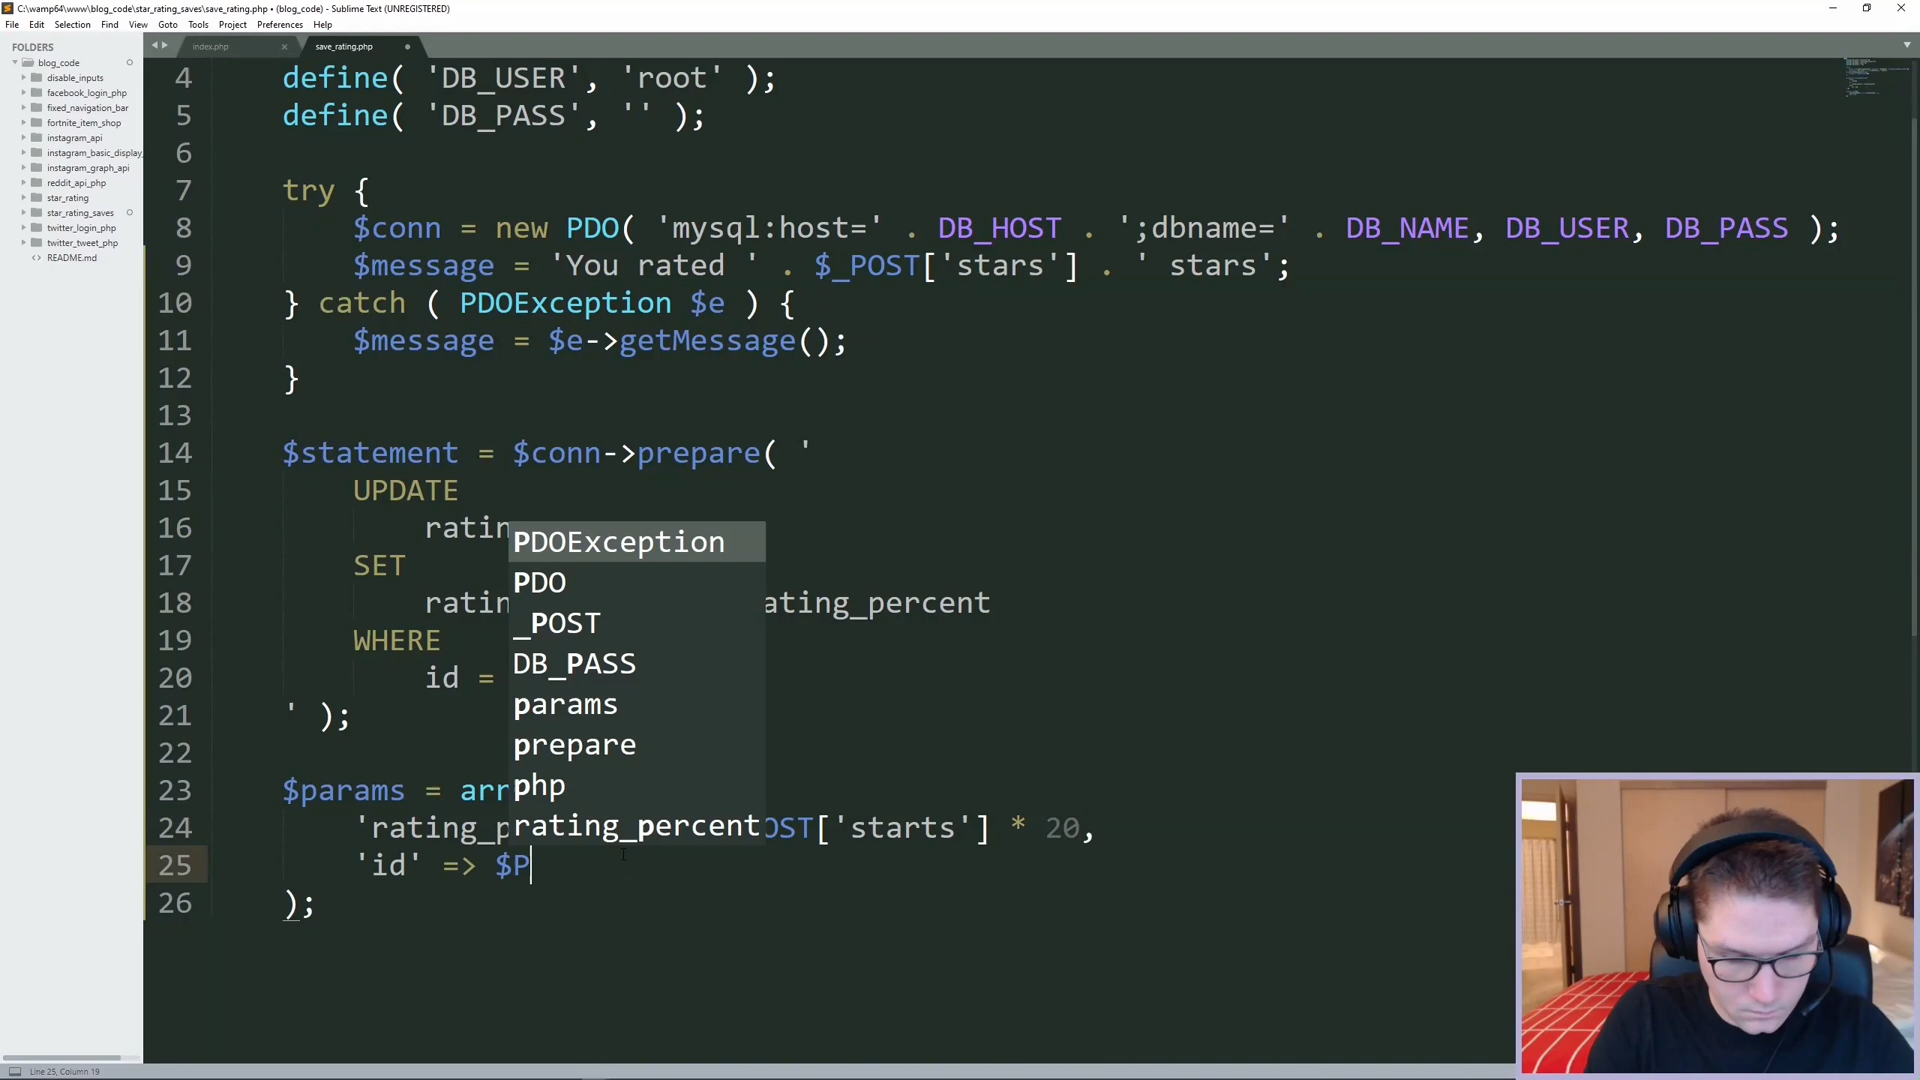 C:\wamp64\www\blog_code\star_rating_saves\save_rating.php • (blog_code) - Sublime Text (UNREGISTERED)
File Edit Selection Find View Goto Tools Project Preferences Help
FOLDERS
blog_code
disable_inputs
facebook_login_php
fixed_navigation_bar
fortnite_item_shop
instagram_api
instagram_basic_display_
instagram_graph_api
reddit_api_php
star_rating
star_rating_saves
twitter_login_php
twitter_tweet_php
README.md
index.php
save_rating.php
4 define( 'DB_USER', 'root' );
5 define( 'DB_PASS', '' );
6
7 try {
8 $conn = new PDO( 'mysql:host=' . DB_HOST . ';dbname=' . DB_NAME, DB_USER, DB_PASS );
9 $message = 'You rated ' . $_POST['stars'] . ' stars';
10 } catch ( PDOException $e ) {
11 $message = $e->getMessage();
12 }
13
14 $statement = $conn->prepare( '
15 UPDATE
16 ratin
17 SET
18 ratin ating_percent
19 WHERE
20 id =
21 ' );
22
23 $params = arr
24 'rating_p OST['starts'] * 20,
25 'id' => $P
26 );
PDOException
PDO
_POST
DB_PASS
params
prepare
php
rating_percent
Line 25, Column 19